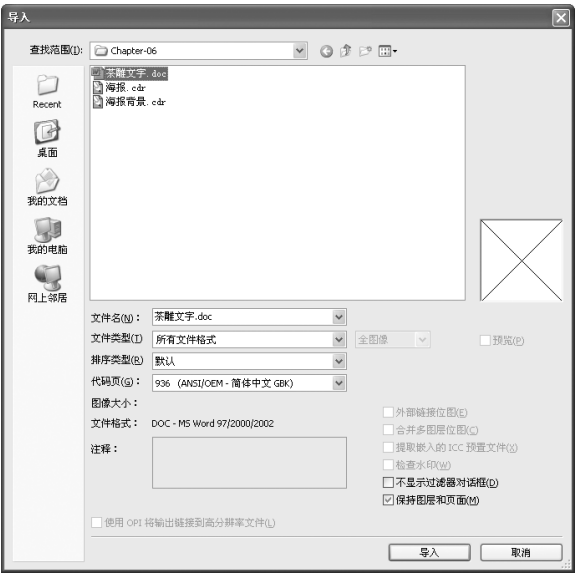 导入
查找范围(I):
Chapter-06
茶雕文字.doc
海报.cdr
海报背景.cdr
Recent
桌面
我的文档
我的电脑
网上邻居
文件名(N):
茶雕文字.doc
文件类型(T)
所有文件格式
全图像
预览(P)
排序类型(R)
默认
代码页(G):
936 (ANSI/OEM - 简体中文 GBK)
图像大小:
文件格式:
DOC - MS Word 97/2000/2002
注释:
外部链接位图(E)
合并多图层位图(C)
提取嵌入的 ICC 预置文件(X)
检查水印(W)
不显示过滤器对话框(D)
保持图层和页面(M)
使用 OPI 将输出链接到高分辨率文件(L)
导入
取消